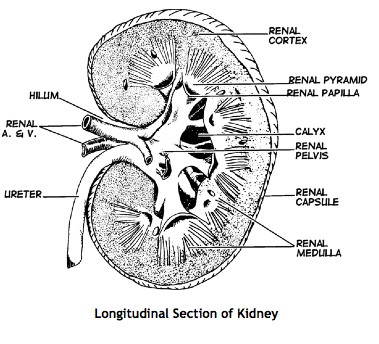 RENAL
CORTEX
RENAL PYRAMID
RENAL PAPILLA
HILUM
RENAL
A. & V.
CALYX
RENAL
PELVIS
URETER
RENAL
CAPSULE
RENAL
MEDULLA
Longitudinal Section of Kidney